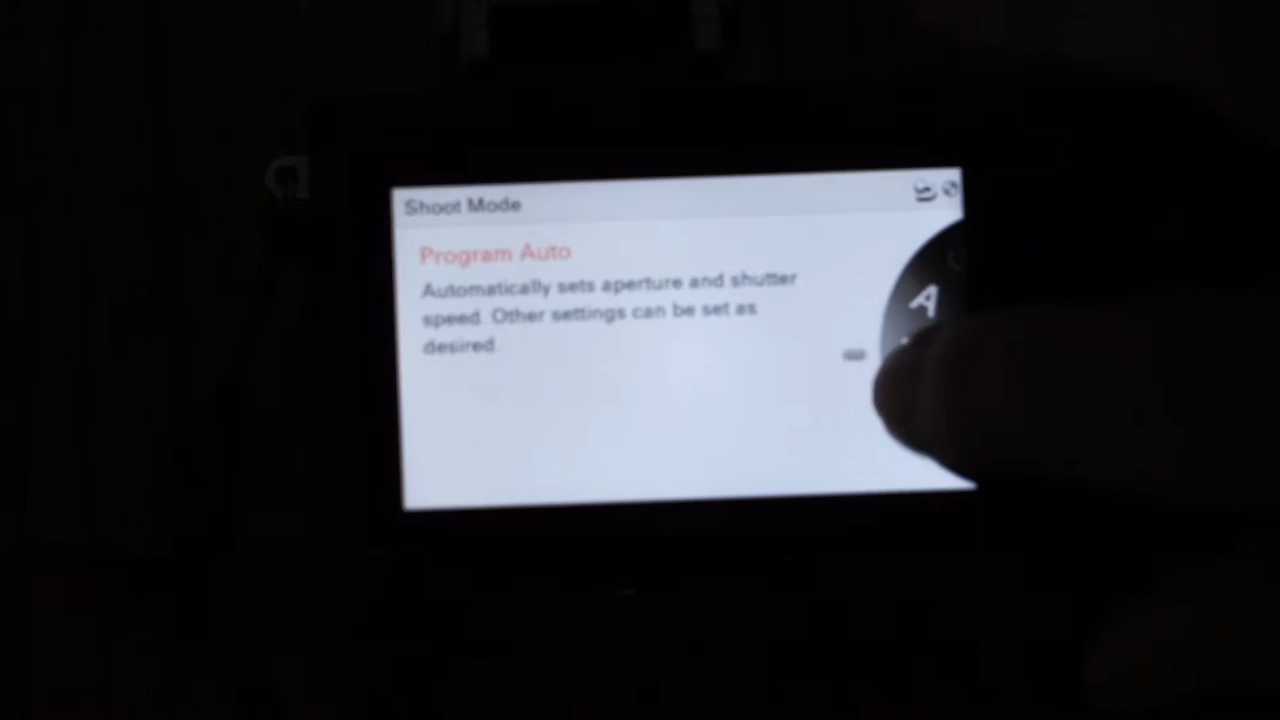 Shoot Mode
Program Auto
Automatically sets aperture and shutter
speed. Other settings can be set as
desired.
A